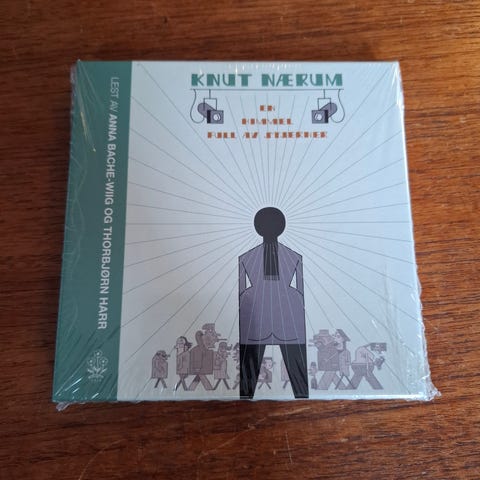 KNUT NÆRUM
EN
HIMMEL
FULL AV STJERNER
LEST AV ANNA BACHE-WIIG OG THORBJØRN HARR